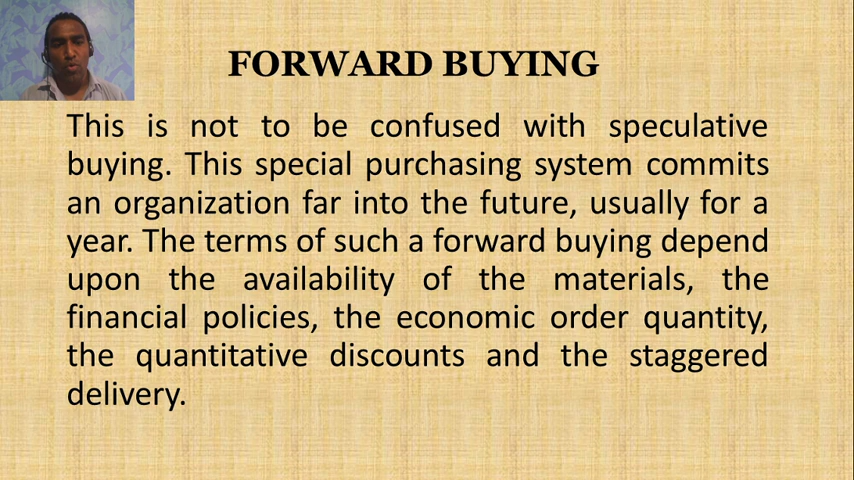 FORWARD BUYING
This is not to be confused with speculative
buying. This special purchasing system commits
an organization far into the future, usually for a
year. The terms of such a forward buying depend
upon the availability of the materials, the
financial policies, the economic order quantity,
the quantitative discounts and the staggered
delivery.